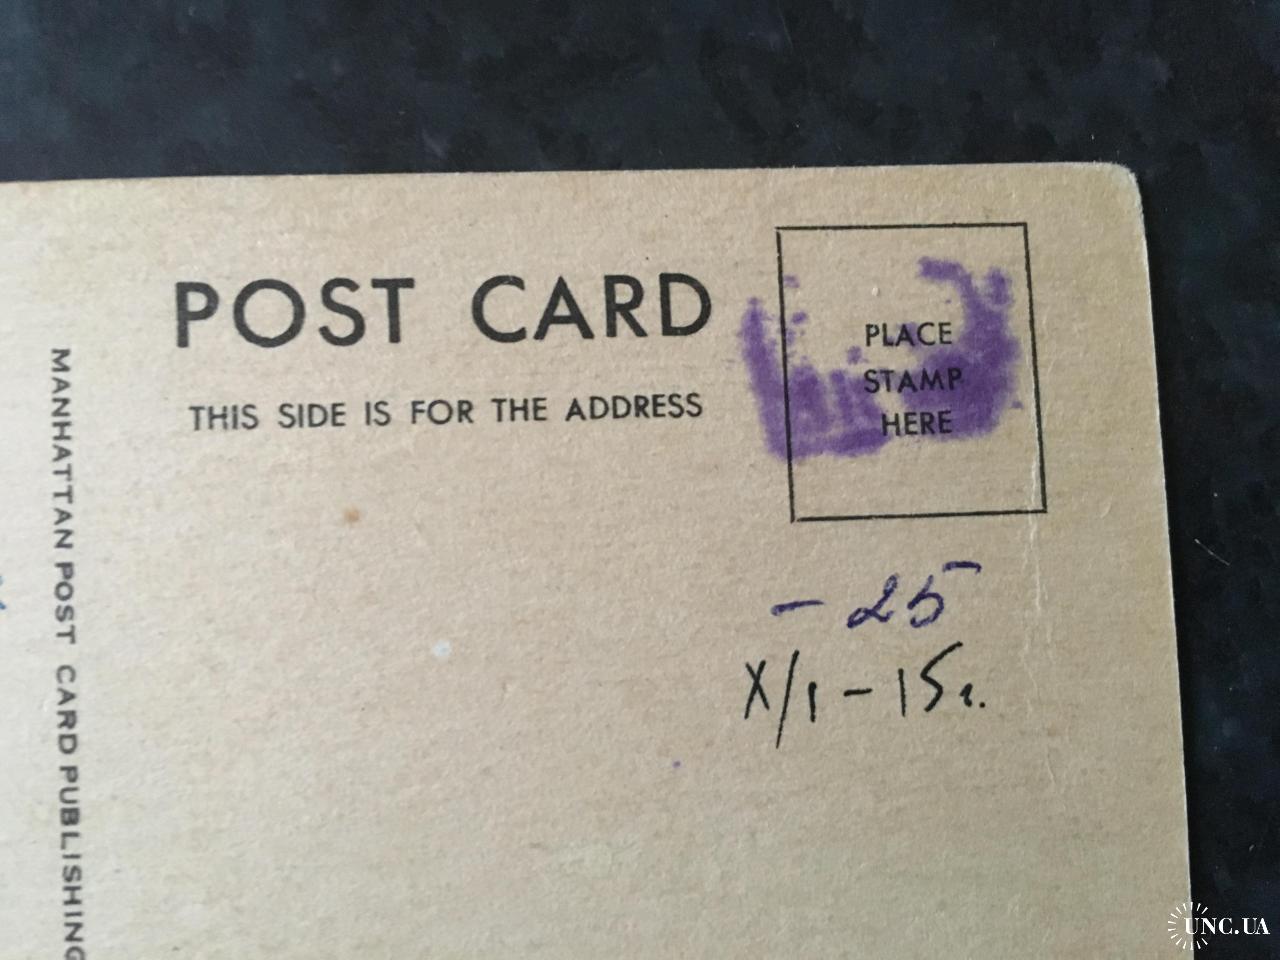 POST CARD
THIS SIDE IS FOR THE ADDRESS
PLACE
STAMP
HERE
- 25
X/1 - 15г.
MANHATTAN POST CARD PUBLISHING
UNC.UA